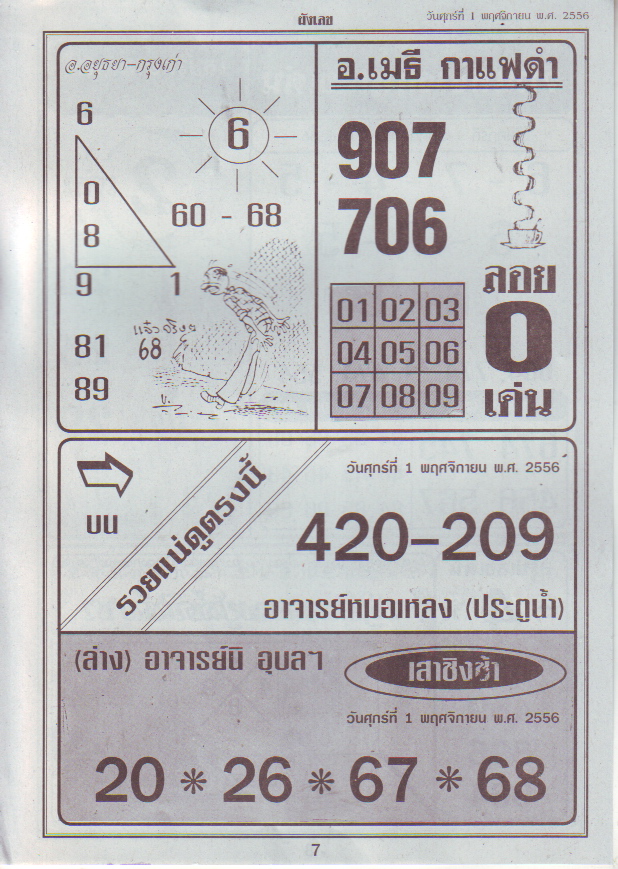 ผังเลข
วันศุกร์ที่ 1 พฤศจิกายน พ.ศ. 2556
อ.อยุธยา-กรุงเก่า
6
6
0
8
9 1
60 - 68
81
89
แจ๋วจริงๆ
68
อ.เมธี กาแฟดำ
907
706
01 02 03
04 05 06
07 08 09
ลอย
0
เด่น
บน
รวยแน่ดูตรงนี้
วันศุกร์ที่ 1 พฤศจิกายน พ.ศ. 2556
420-209
อาจารย์หมอเหลง (ประตูน้ำ)
(ล่าง) อาจารย์นิ อุบลฯ
เสาชิงช้า
วันศุกร์ที่ 1 พฤศจิกายน พ.ศ. 2556
20 * 26 * 67 * 68
7